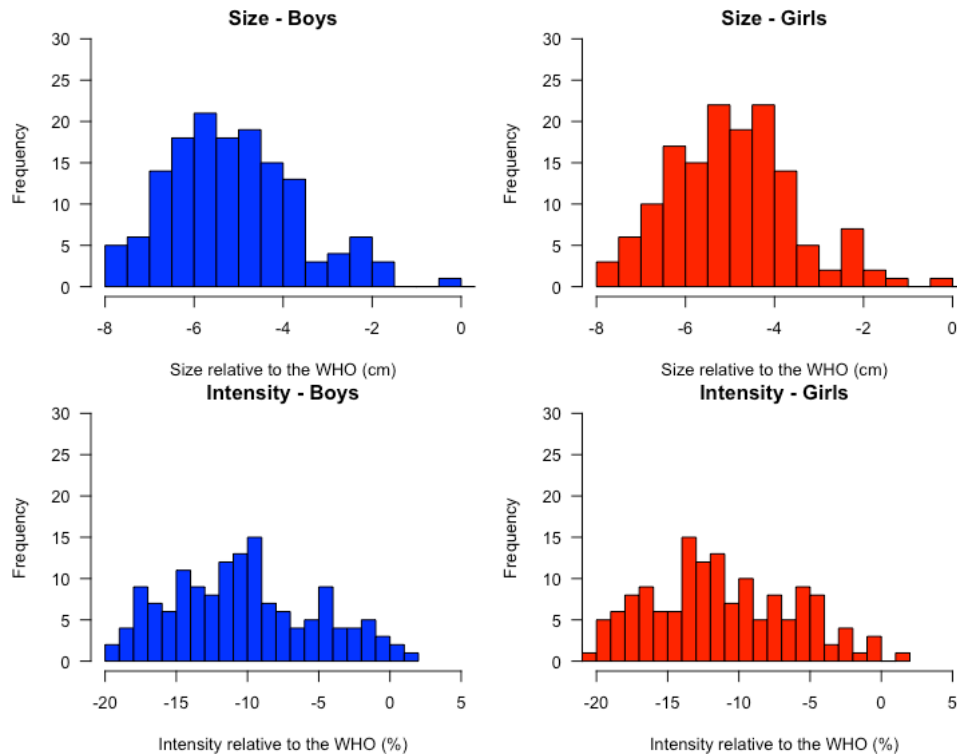 Size - Boys
30
25
20
15
10
5
0
Frequency
-8 -6 -4 -2 0
Size relative to the WHO (cm)
Size - Girls
30
25
20
15
10
5
0
Frequency
-8 -6 -4 -2 0
Size relative to the WHO (cm)
Intensity - Boys
30
25
20
15
10
5
0
Frequency
-20 -15 -10 -5 0 5
Intensity relative to the WHO (%)
Intensity - Girls
30
25
20
15
10
5
0
Frequency
-20 -15 -10 -5 0 5
Intensity relative to the WHO (%)